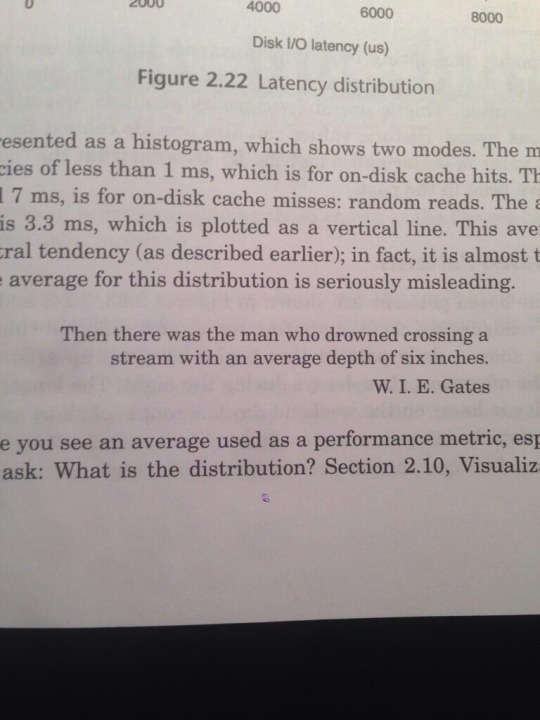 0 2000 4000 6000 8000
Disk I/O latency (us)
Figure 2.22 Latency distribution
resented as a histogram, which shows two modes. The m
cies of less than 1 ms, which is for on-disk cache hits. Th
7 ms, is for on-disk cache misses: random reads. The a
is 3.3 ms, which is plotted as a vertical line. This ave
tral tendency (as described earlier); in fact, it is almost t
e average for this distribution is seriously misleading.
Then there was the man who drowned crossing a
stream with an average depth of six inches.
W. I. E. Gates
e you see an average used as a performance metric, esp
ask: What is the distribution? Section 2.10, Visualiz